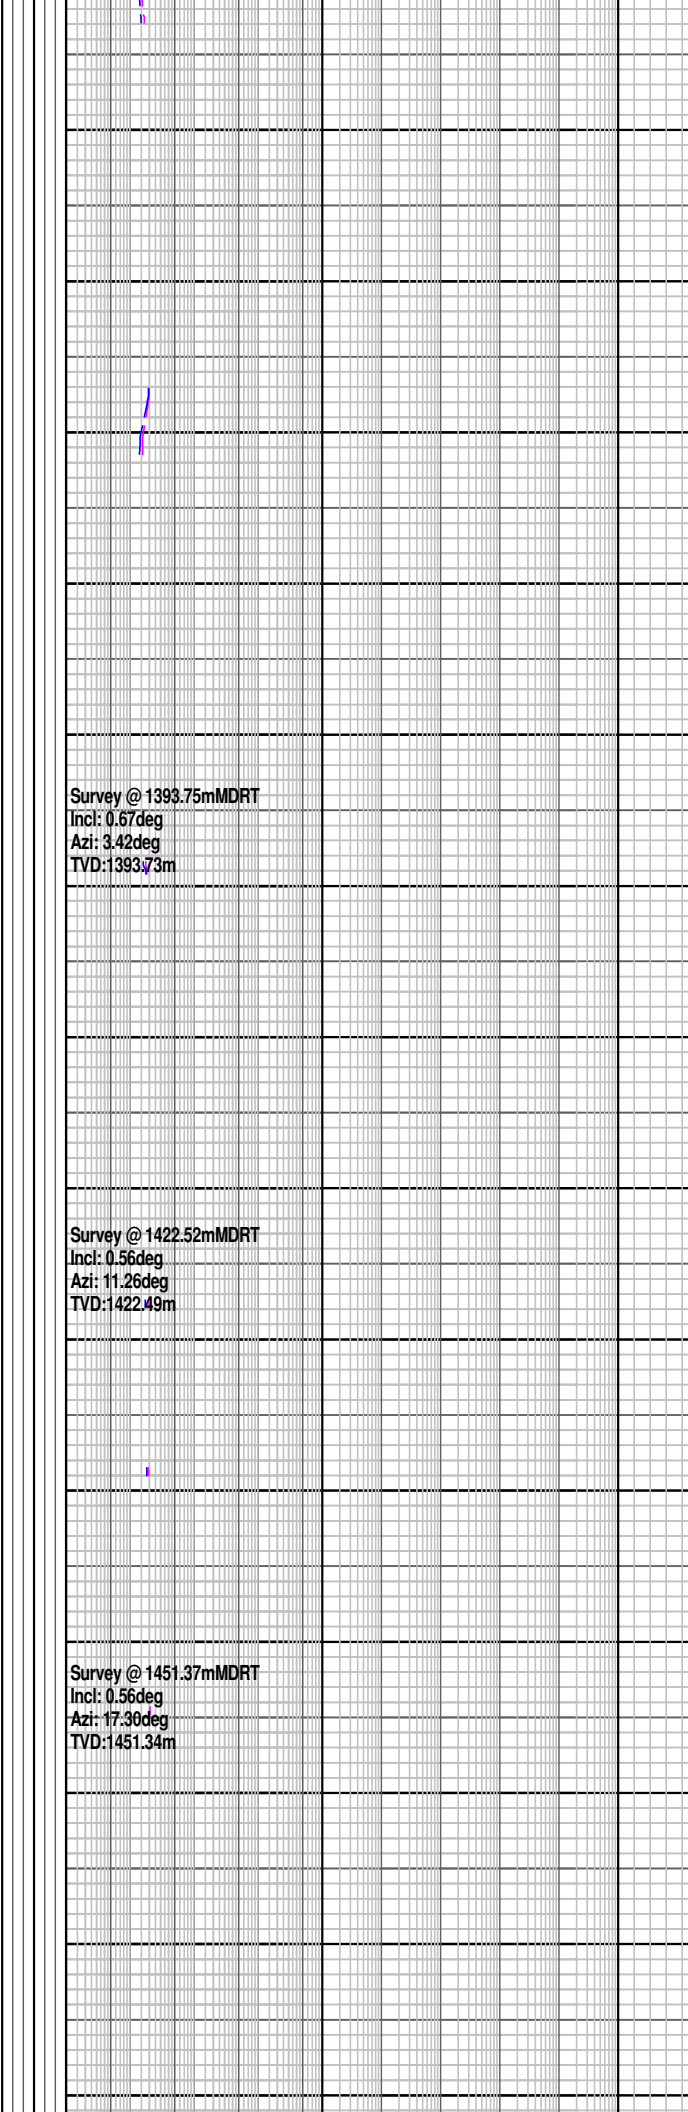 Survey @ 1393.75mMDRT
Incl: 0.67deg
Azi: 3.42deg
TVD:1393.73m
Survey @ 1422.52mMDRT
Incl: 0.56deg
Azi: 11.26deg
TVD:1422.49m
Survey @ 1451.37mMDRT
Incl: 0.56deg
Azi: 17.30deg
TVD:1451.34m